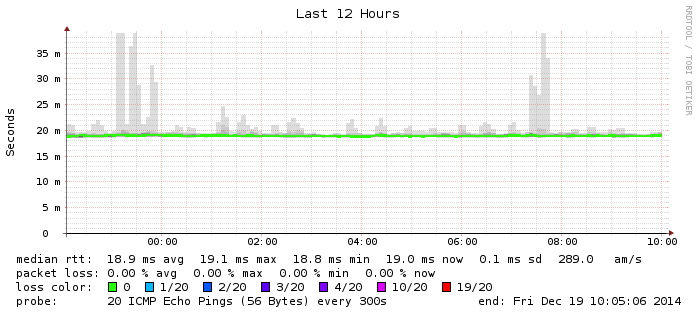 Last 12 Hours
RRDTOOL / TOBI OETIKER
Seconds
35 m
30 m
25 m
20 m
15 m
10 m
5 m
0
00:00 02:00 04:00 06:00 08:00 10:00
median rtt: 18.9 ms avg 19.1 ms max 18.8 ms min 19.0 ms now 0.1 ms sd 289.0 am/s
packet loss: 0.00 % avg 0.00 % max 0.00 % min 0.00 % now
loss color: 0 1/20 2/20 3/20 4/20 10/20 19/20
probe: 20 ICMP Echo Pings (56 Bytes) every 300s end: Fri Dec 19 10:05:06 2014